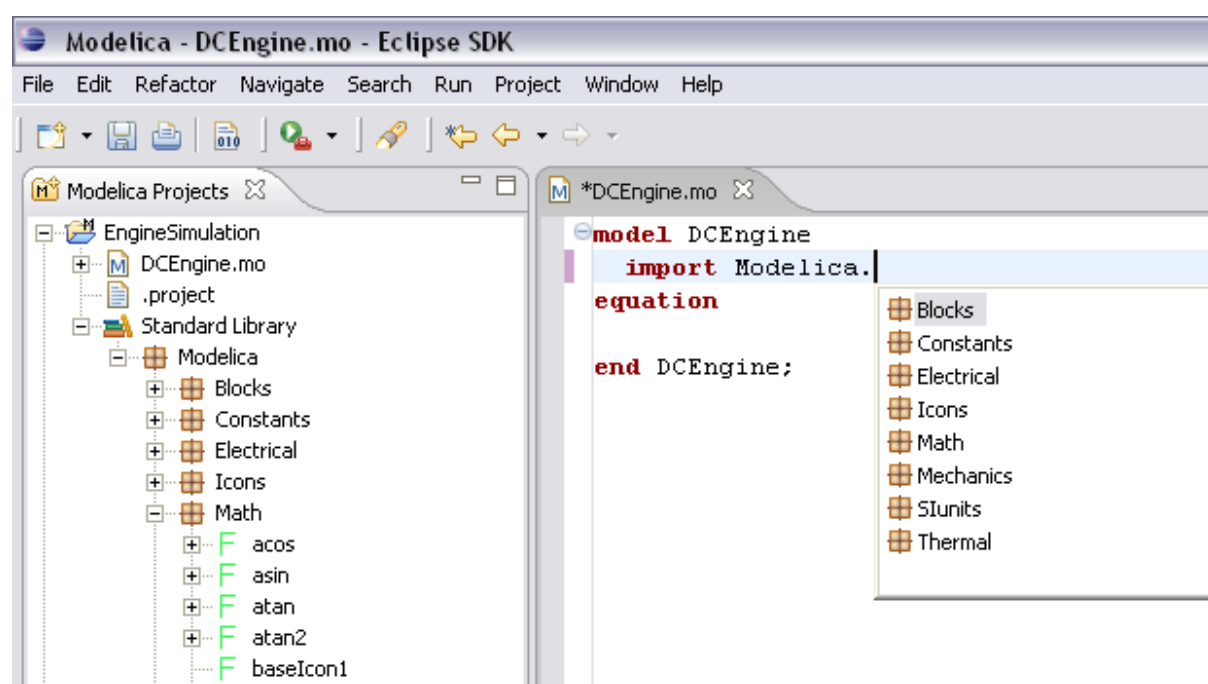 Modelica - DCEngine.mo - Eclipse SDK
File Edit Refactor Navigate Search Run Project Window Help
010
Modelica Projects
EngineSimulation
DCEngine.mo
.project
Standard Library
Modelica
Blocks
Constants
Electrical
Icons
Math
acos
asin
atan
atan2
baseIcon1
*DCEngine.mo
model DCEngine
import Modelica.
equation
end DCEngine;
Blocks
Constants
Electrical
Icons
Math
Mechanics
SIunits
Thermal